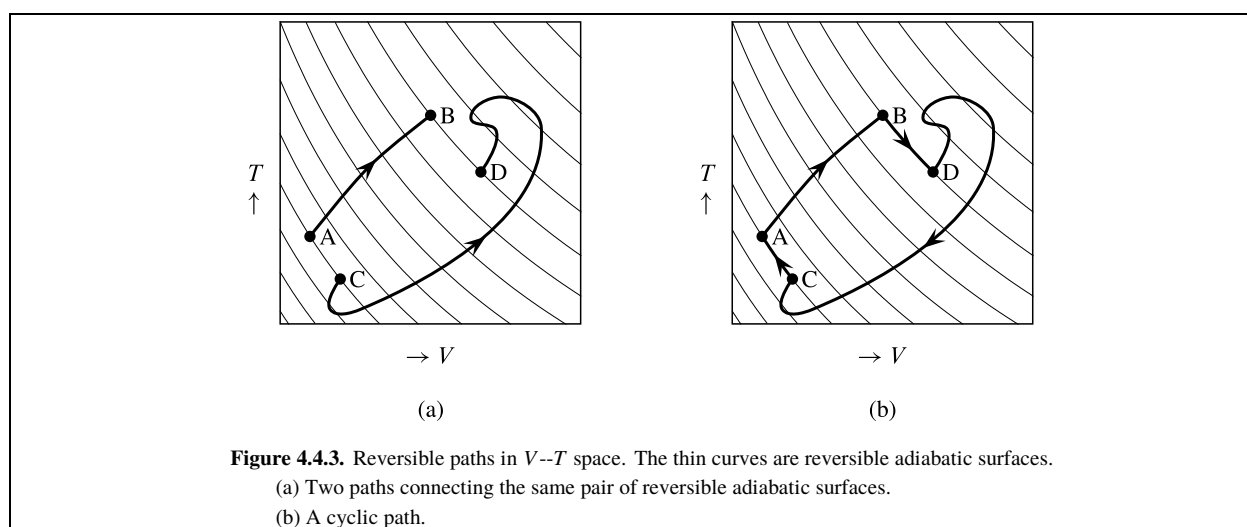 B
D
A
C
T
↑
→ V
(a)
B
D
A
C
T
↑
→ V
(b)
Figure 4.4.3. Reversible paths in V--T space. The thin curves are reversible adiabatic surfaces.
(a) Two paths connecting the same pair of reversible adiabatic surfaces.
(b) A cyclic path.